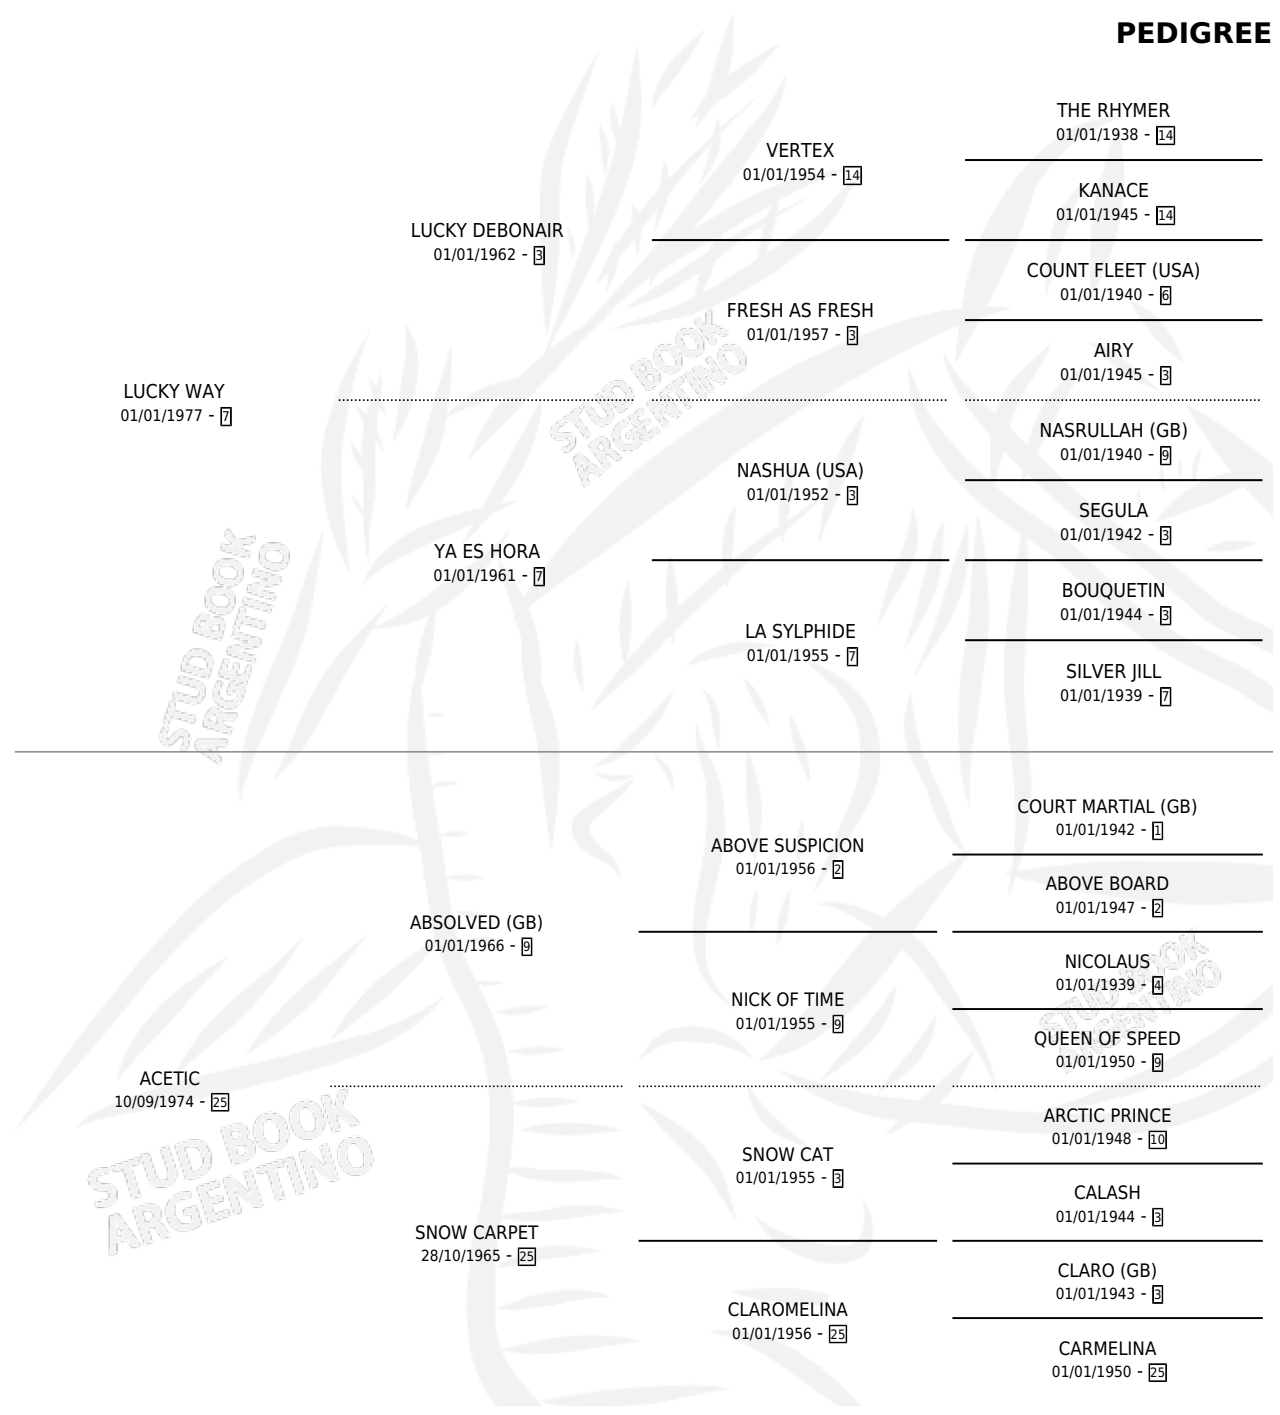 PEDIGREE
THE RHYMER
01/01/1938 - 14
VERTEX
01/01/1954 - 14
KANACE
01/01/1945 - 14
LUCKY DEBONAIR
01/01/1962 - 3
COUNT FLEET (USA)
01/01/1940 - 6
FRESH AS FRESH
01/01/1957 - 3
AIRY
01/01/1945 - 3
LUCKY WAY
01/01/1977 - 7
STUD BOOK
ARGENTINO
NASRULLAH (GB)
01/01/1940 - 9
NASHUA (USA)
01/01/1952 - 3
SEGULA
01/01/1942 - 3
YA ES HORA
01/01/1961 - 7
BOUQUETIN
01/01/1944 - 3
LA SYLPHIDE
01/01/1955 - 7
SILVER JILL
01/01/1939 - 7
STUD BOOK
ARGENTINO
COURT MARTIAL (GB)
01/01/1942 - 1
ABOVE SUSPICION
01/01/1956 - 2
ABOVE BOARD
01/01/1947 - 2
ABSOLVED (GB)
01/01/1966 - 9
NICOLAUS
01/01/1939 - 4
NICK OF TIME
01/01/1955 - 9
QUEEN OF SPEED
01/01/1950 - 9
STUD BOOK
ARGENTINO
ACETIC
10/09/1974 - 25
ARCTIC PRINCE
01/01/1948 - 10
SNOW CAT
01/01/1955 - 3
CALASH
01/01/1944 - 3
STUD BOOK
ARGENTINO
SNOW CARPET
28/10/1965 - 25
CLARO (GB)
01/01/1943 - 3
CLAROMELINA
01/01/1956 - 25
CARMELINA
01/01/1950 - 25